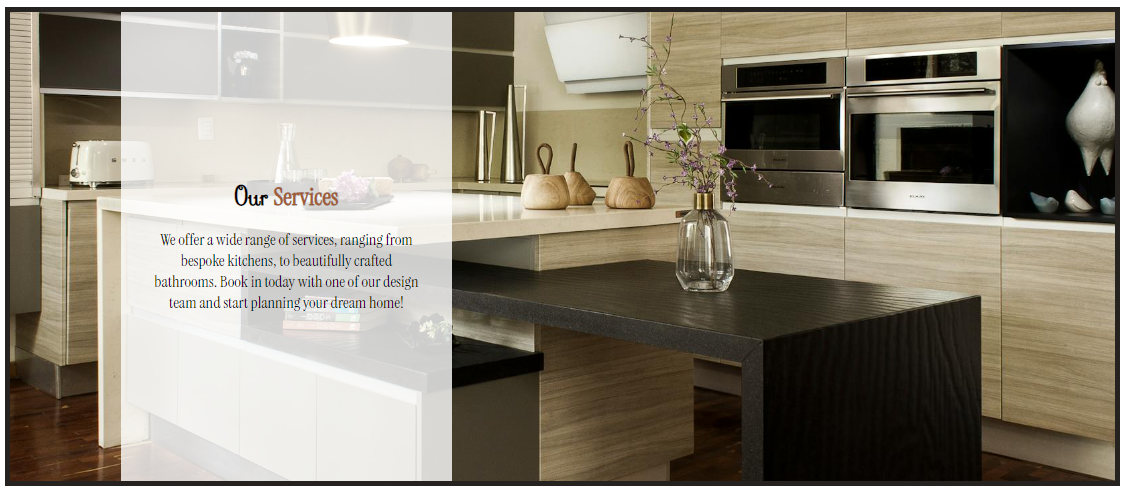 Our Services
We offer a wide range of services, ranging from
bespoke kitchens, to beautifully crafted
bathrooms. Book in today with one of our design
team and start planning your dream home!